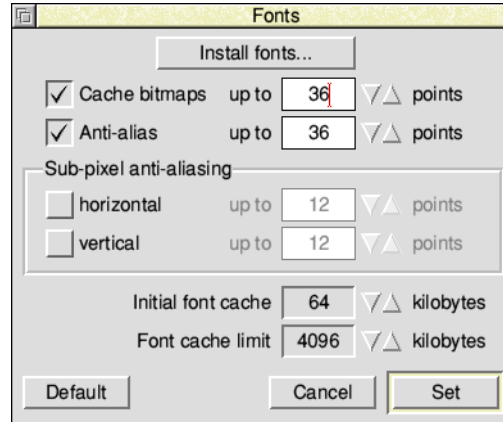 Fonts
Install fonts...
Cache bitmaps up to 36 points
Anti-alias up to 36 points
Sub-pixel anti-aliasing
horizontal up to 12 points
vertical up to 12 points
Initial font cache 64 kilobytes
Font cache limit 4096 kilobytes
Default Cancel Set